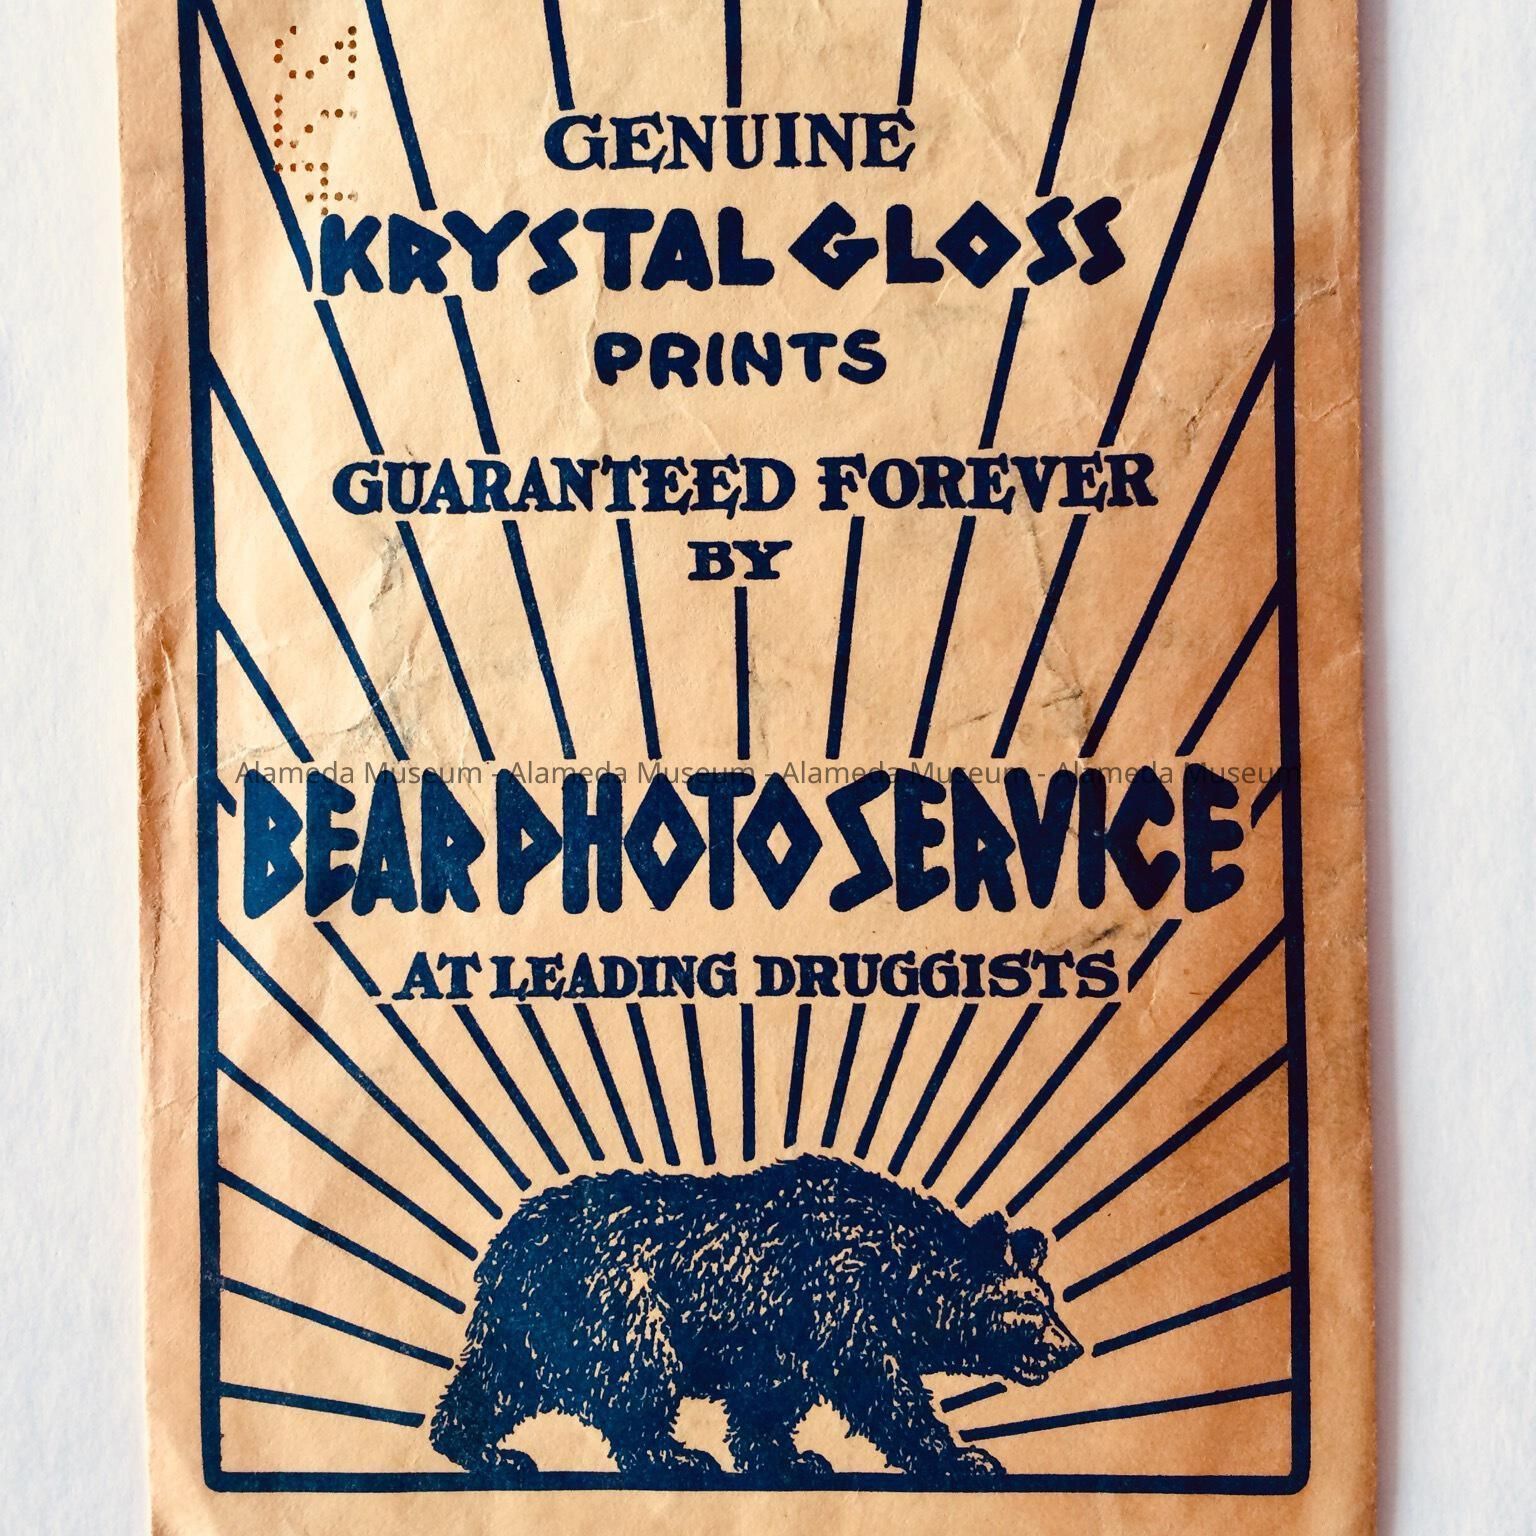 GENUINE
KRYSTAL GLOSS
PRINTS
GUARANTEED FOREVER
BY
Alameda Museum - Alameda Museum - Alameda Museum - Alameda Museum
BEAR PHOTO SERVICE
AT LEADING DRUGGISTS